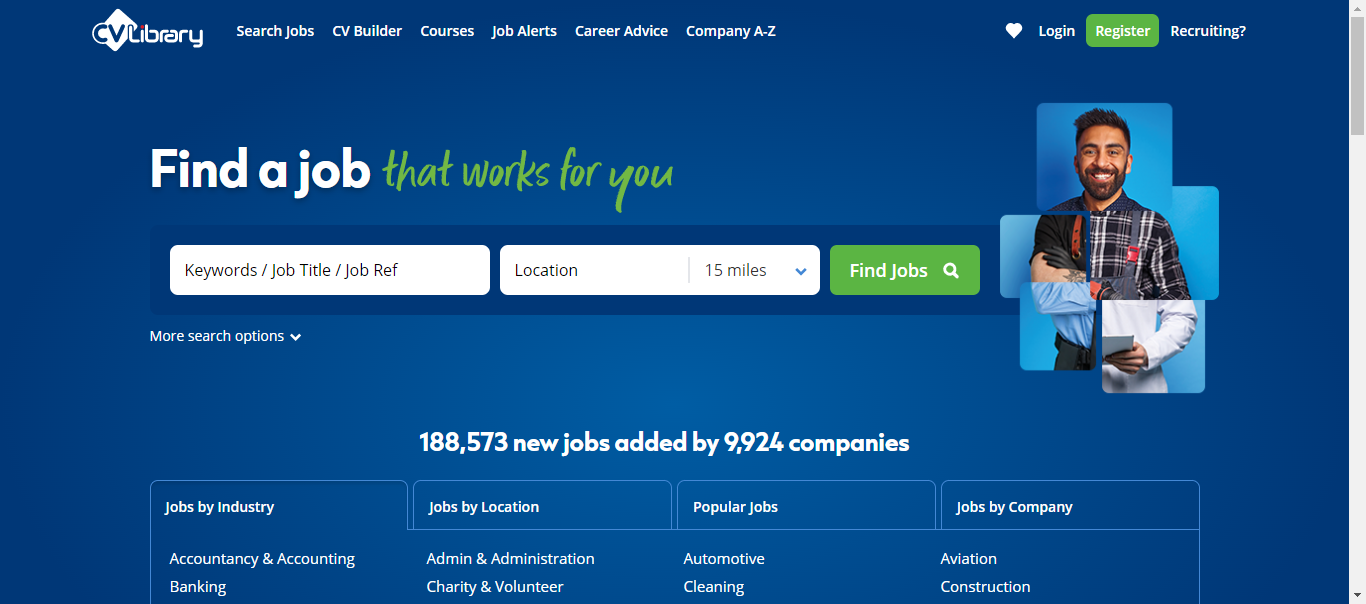 CVLibrary Search Jobs CV Builder Courses Job Alerts Career Advice Company A-Z Login Register Recruiting?
Find a job that works for you
Keywords / Job Title / Job Ref Location 15 miles Find Jobs
More search options
188,573 new jobs added by 9,924 companies
Jobs by Industry Jobs by Location Popular Jobs Jobs by Company
Accountancy & Accounting Admin & Administration Automotive Aviation
Banking Charity & Volunteer Cleaning Construction